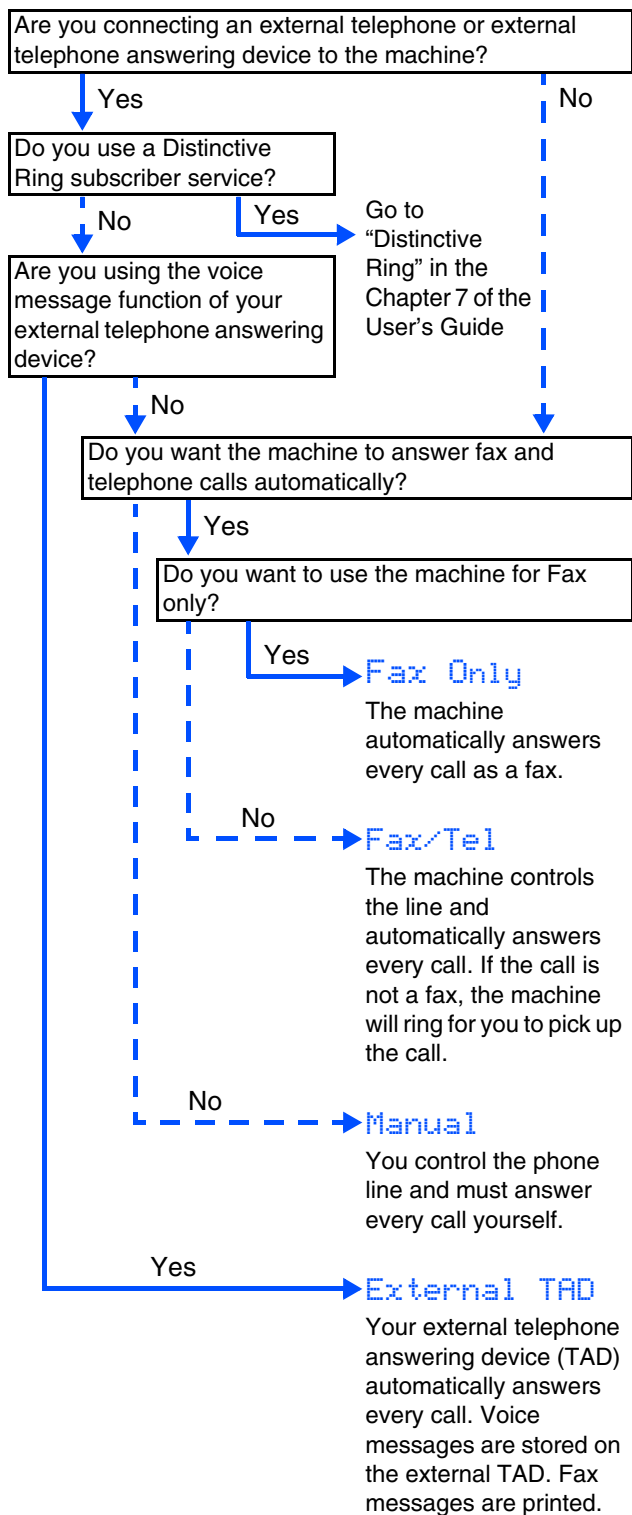 Are you connecting an external telephone or external
telephone answering device to the machine?
Yes
No
Do you use a Distinctive
Ring subscriber service?
No
Yes
Go to
“Distinctive
Ring” in the
Chapter 7 of the
User’s Guide
Are you using the voice
message function of your
external telephone answering
device?
No
Do you want the machine to answer fax and
telephone calls automatically?
Yes
Do you want to use the machine for Fax
only?
Yes
Fax Only
The machine
automatically answers
every call as a fax.
No
Fax/Tel
The machine controls
the line and
automatically answers
every call. If the call is
not a fax, the machine
will ring for you to pick up
the call.
No
Manual
You control the phone
line and must answer
every call yourself.
Yes
External TAD
Your external telephone
answering device (TAD)
automatically answers
every call. Voice
messages are stored on
the external TAD. Fax
messages are printed.